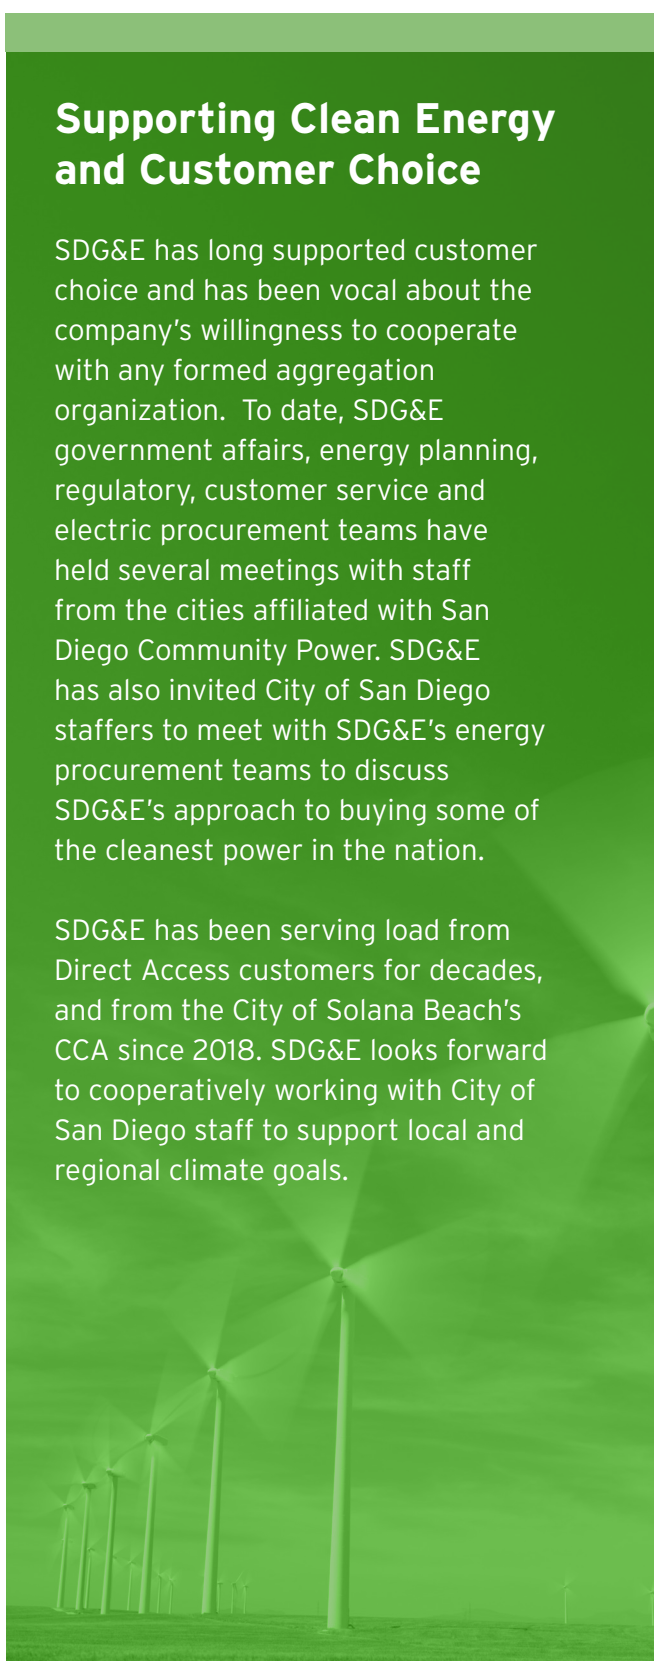 Supporting Clean Energy
and Customer Choice
SDG&E has long supported customer
choice and has been vocal about the
company’s willingness to cooperate
with any formed aggregation
organization.  To date, SDG&E
government affairs, energy planning,
regulatory, customer service and
electric procurement teams have
held several meetings with staff
from the cities affiliated with San
Diego Community Power. SDG&E
has also invited City of San Diego
staffers to meet with SDG&E’s energy
procurement teams to discuss
SDG&E’s approach to buying some of
the cleanest power in the nation.
SDG&E has been serving load from
Direct Access customers for decades,
and from the City of Solana Beach’s
CCA since 2018. SDG&E looks forward
to cooperatively working with City of
San Diego staff to support local and
regional climate goals.